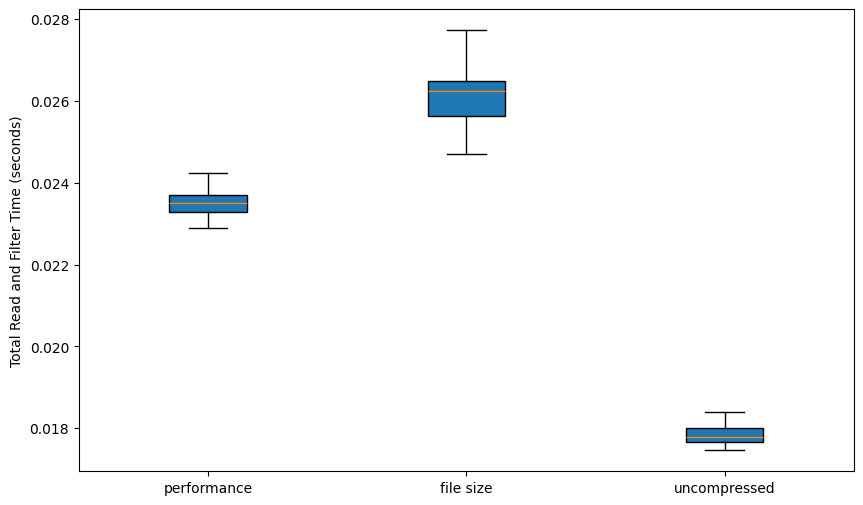 Total Read and Filter Time (seconds)
0.028
0.026
0.024
0.022
0.020
0.018
performance
file size
uncompressed